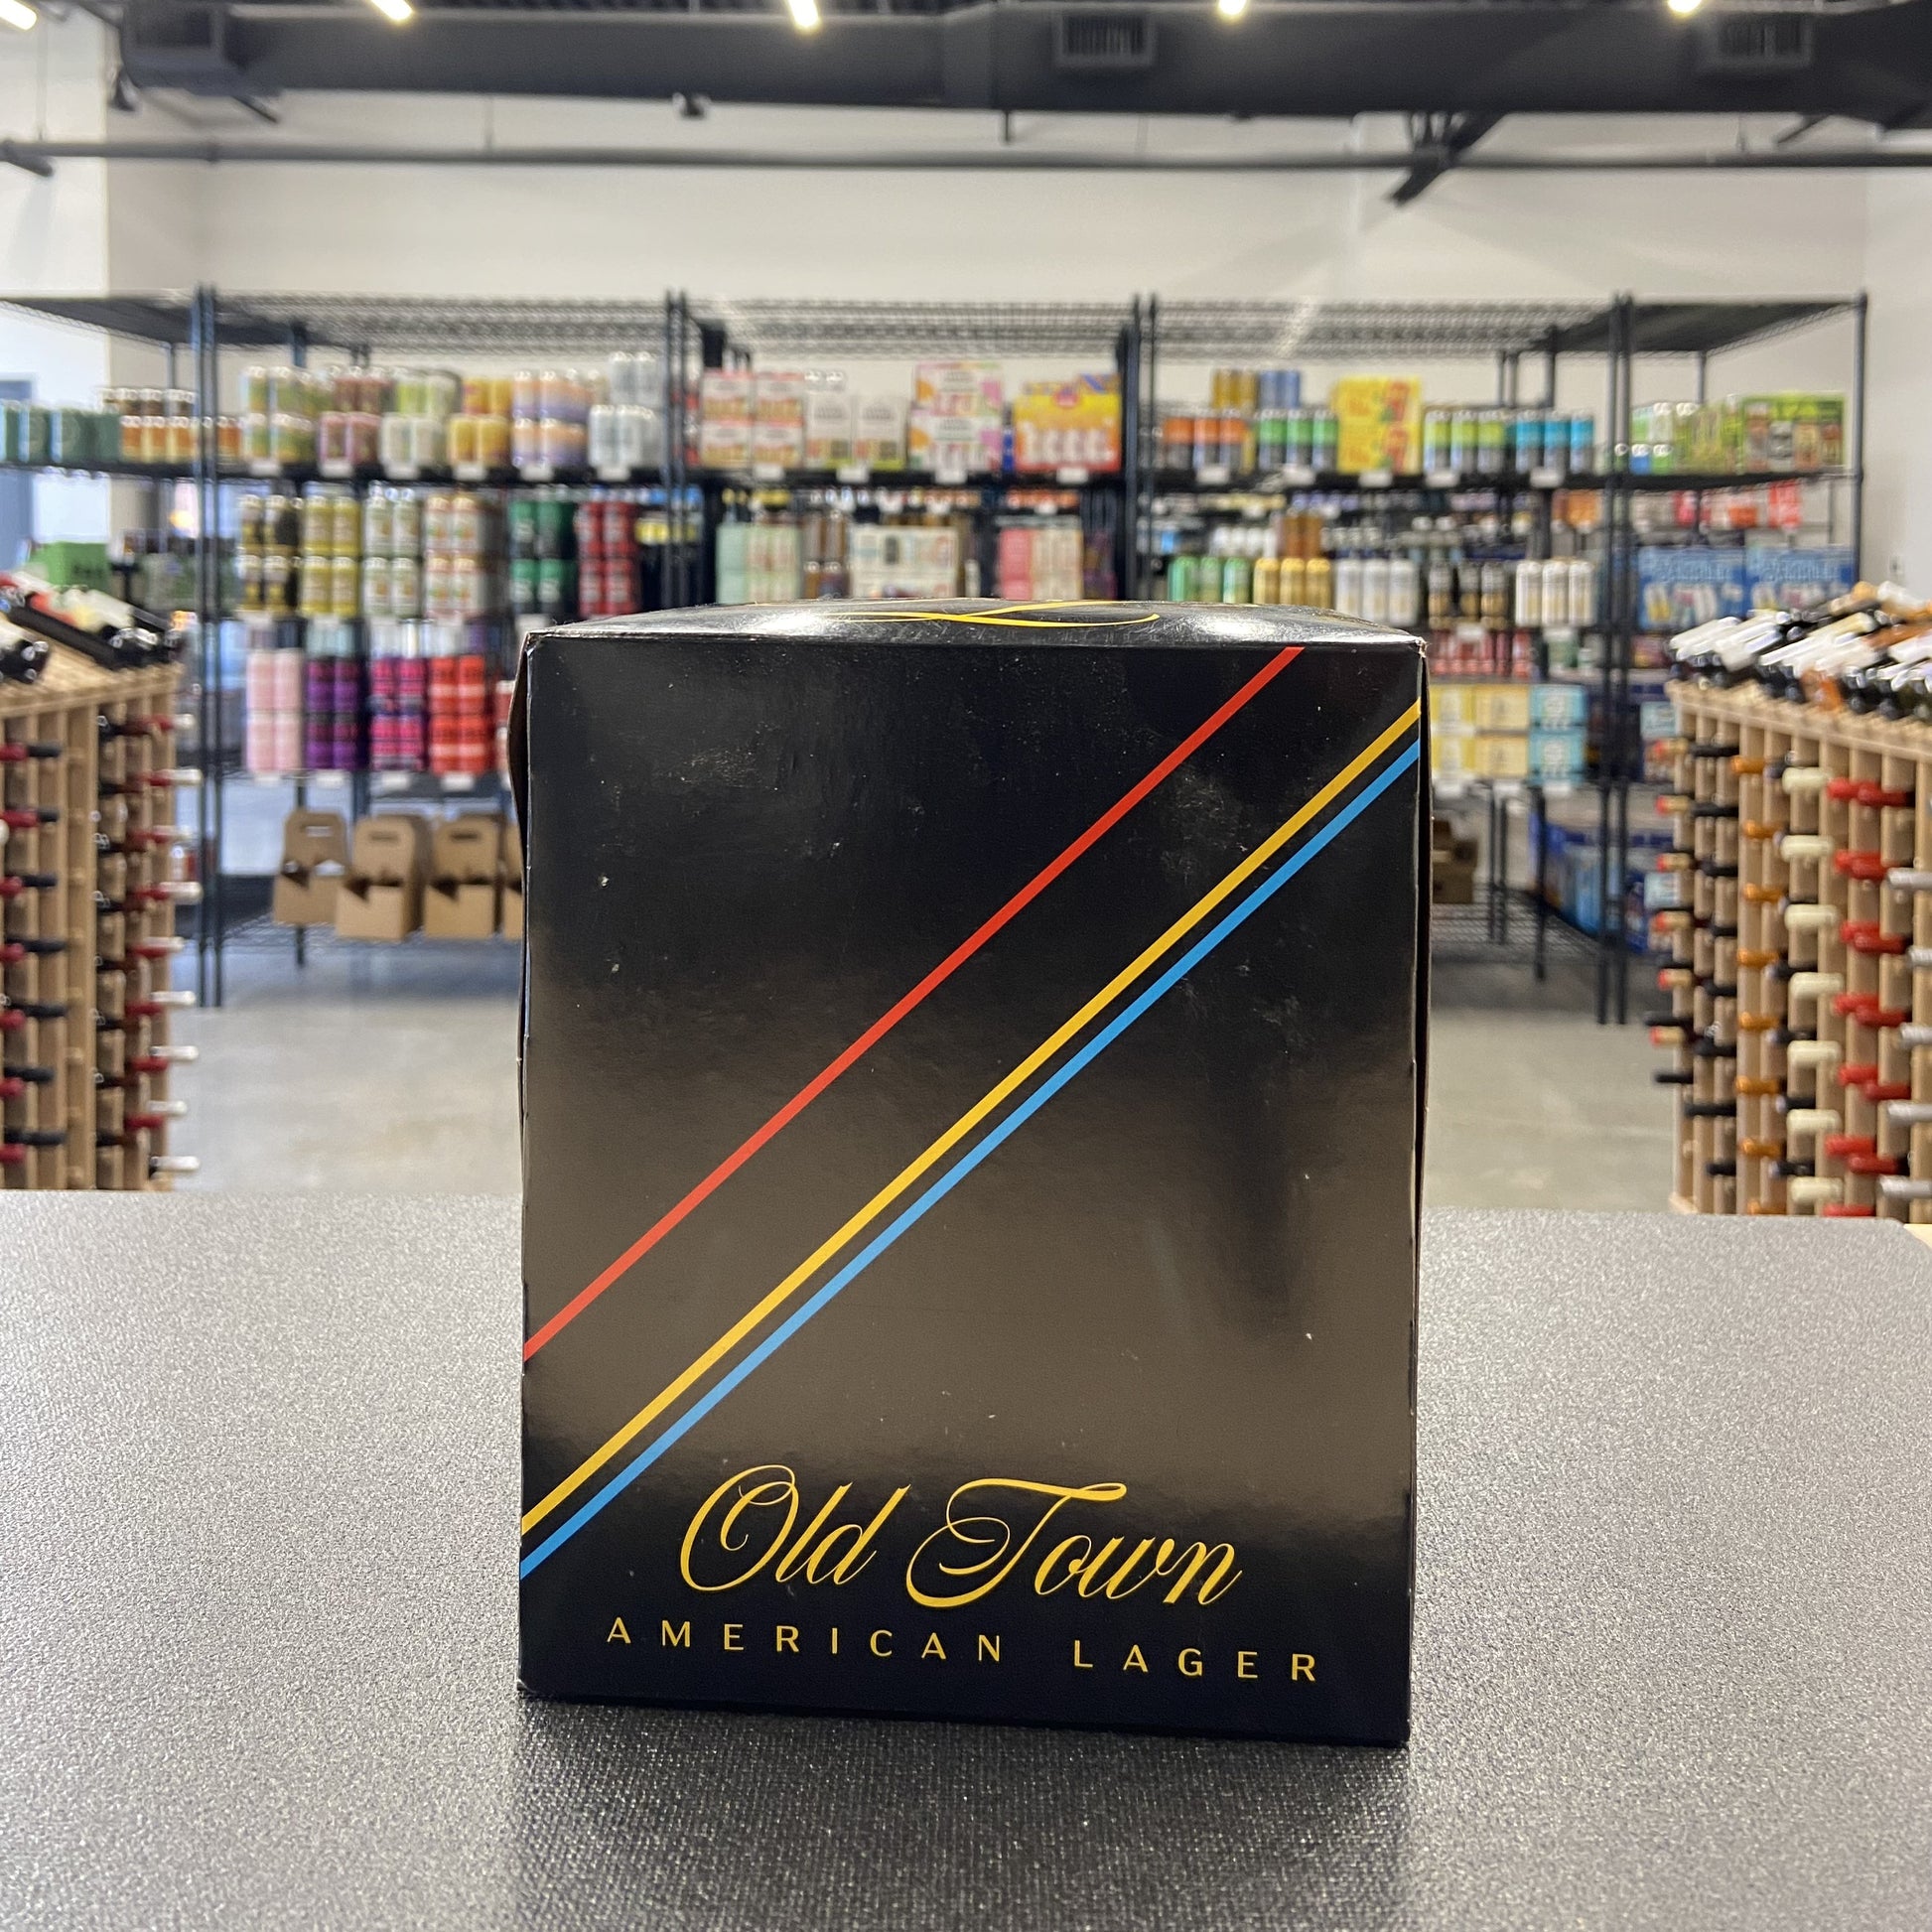 Old Town
AMERICAN LAGER